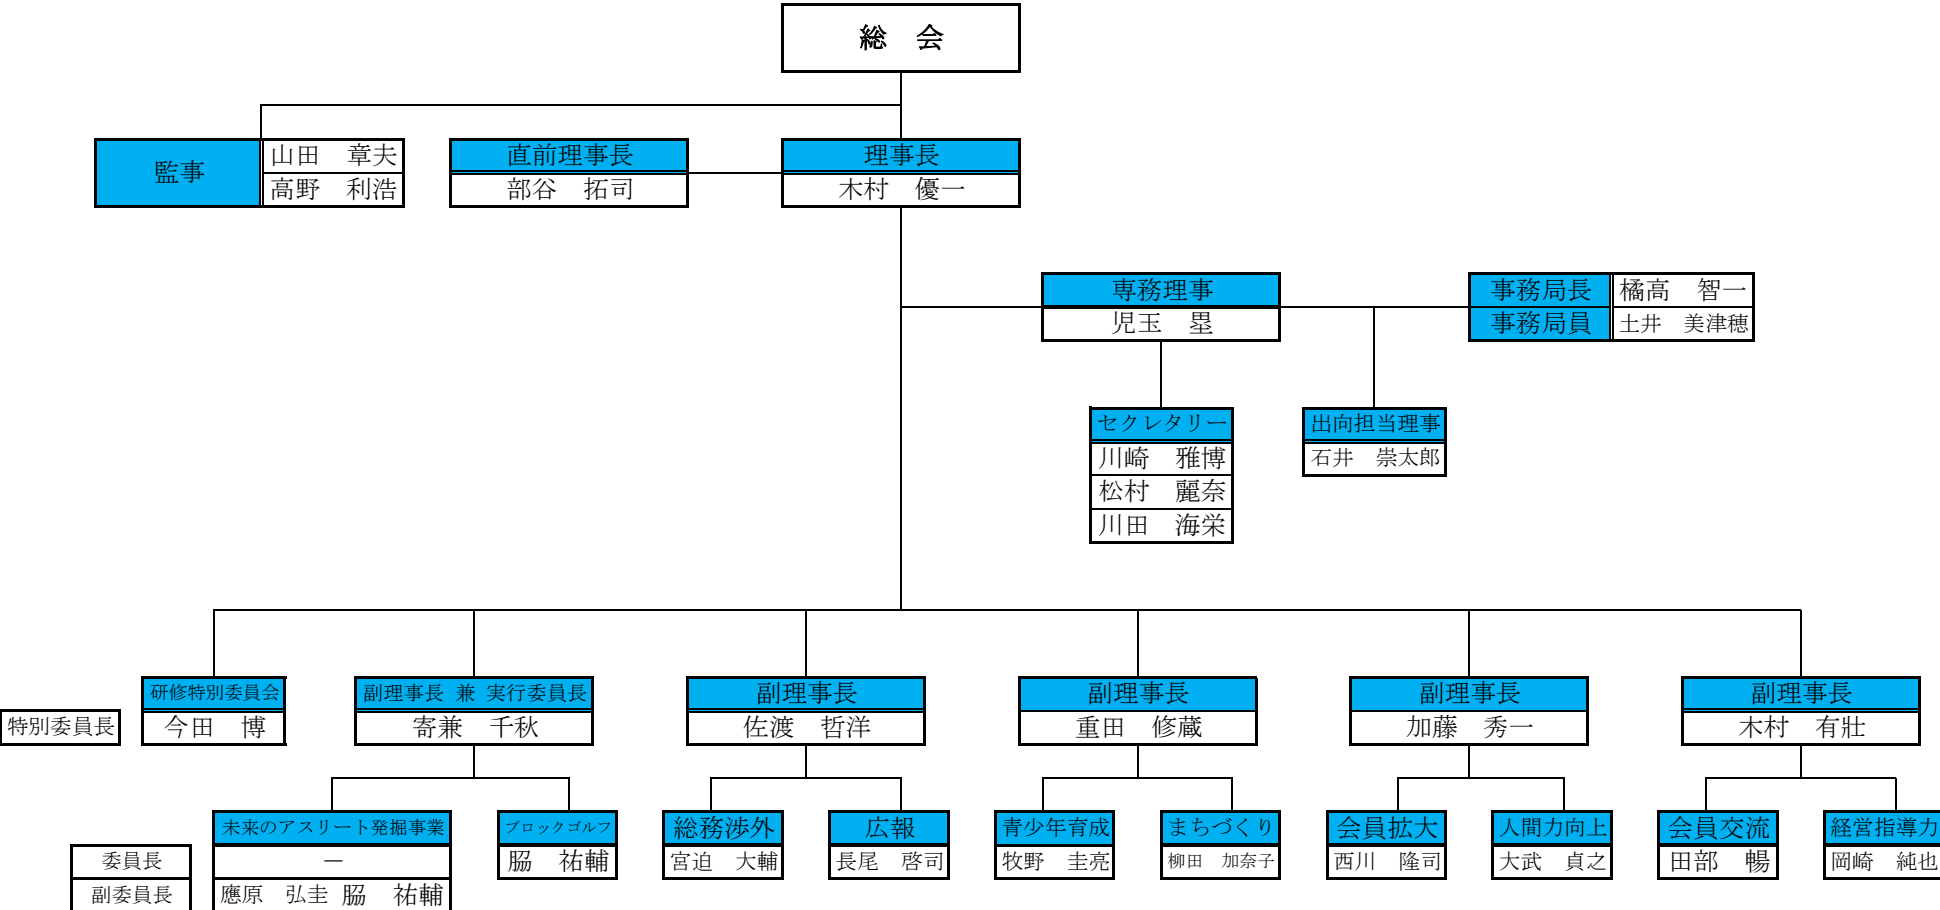 総　会
監事
山田　章夫
高野　利浩
直前理事長
部谷　拓司
理事長
木村　優一
専務理事
児玉　塁
事務局長
橘高　智一
事務局員
土井　美津穂
セクレタリー
川崎　雅博
松村　麗奈
川田　海栄
出向担当理事
石井　崇太郎
特別委員長
研修特別委員会
今田　博
副理事長 兼 実行委員長
寄兼　千秋
副理事長
佐渡　哲洋
副理事長
重田　修蔵
副理事長
加藤　秀一
副理事長
木村　有壯
委員長
副委員長
未来のアスリート発掘事業
－
應原　弘圭 脇　祐輔
ブロックゴルフ
脇　祐輔
総務渉外
宮迫　大輔
広報
長尾　啓司
青少年育成
牧野　圭亮
まちづくり
柳田　加奈子
会員拡大
西川　隆司
人間力向上
大武　貞之
会員交流
田部　暢
経営指導力
岡崎　純也